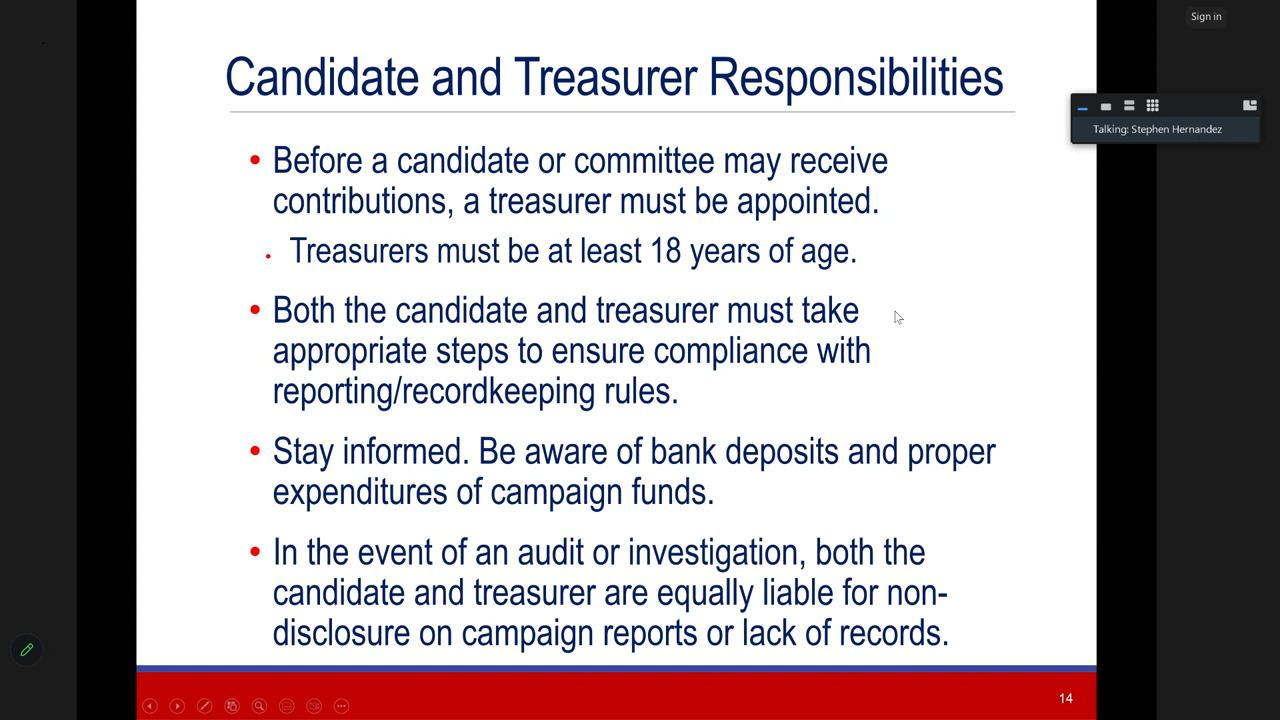 Sign in
Candidate and Treasurer Responsibilities
Talking: Stephen Hernandez
• Before a candidate or committee may receive
contributions, a treasurer must be appointed.
• Treasurers must be at least 18 years of age.
• Both the candidate and treasurer must take
appropriate steps to ensure compliance with
reporting/recordkeeping rules.
• Stay informed. Be aware of bank deposits and proper
expenditures of campaign funds.
• In the event of an audit or investigation, both the
candidate and treasurer are equally liable for non-
disclosure on campaign reports or lack of records.
14